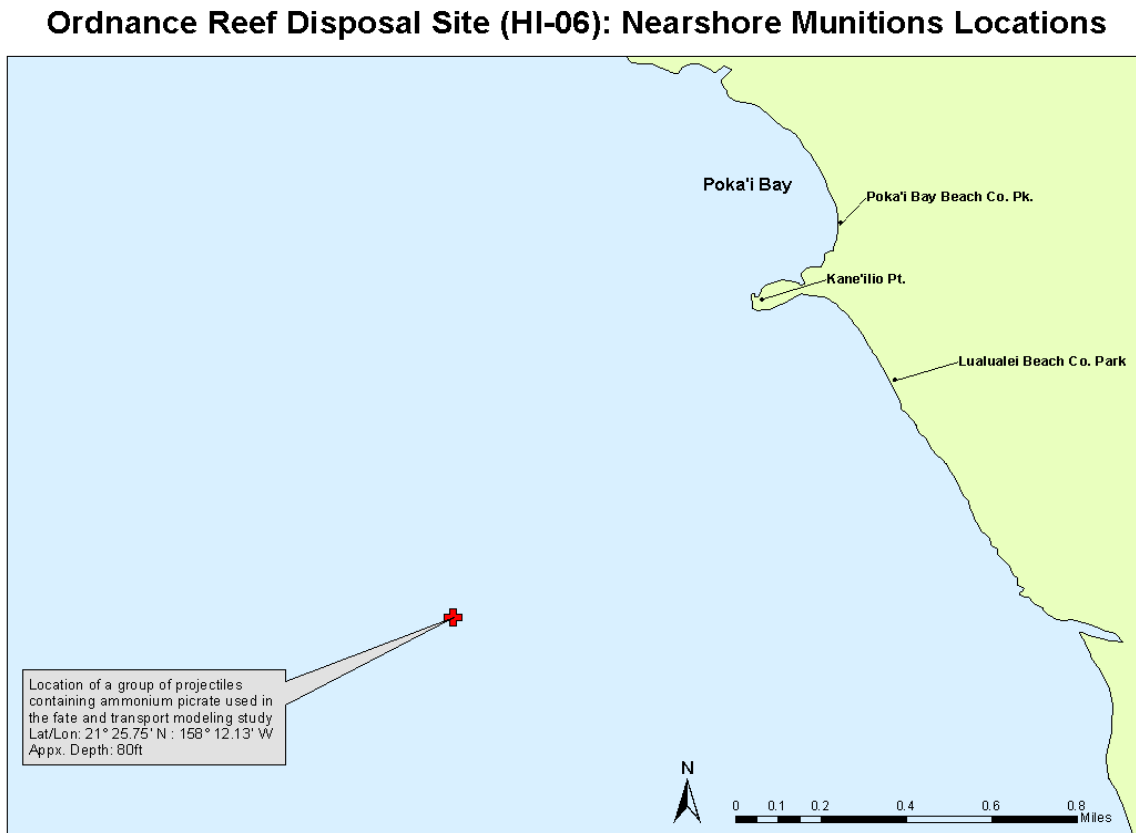 Ordnance Reef Disposal Site (HI-06): Nearshore Munitions Locations
Poka'i Bay
Poka'i Bay Beach Co. Pk.
Kane'ilio Pt.
Lualualei Beach Co. Park
Location of a group of projectiles
containing ammonium picrate used in
the fate and transport modeling study
Lat/Lon: 21° 25.75' N : 158° 12.13' W
Appx. Depth: 80ft
N
0 0.1 0.2 0.4 0.6 0.8
Miles